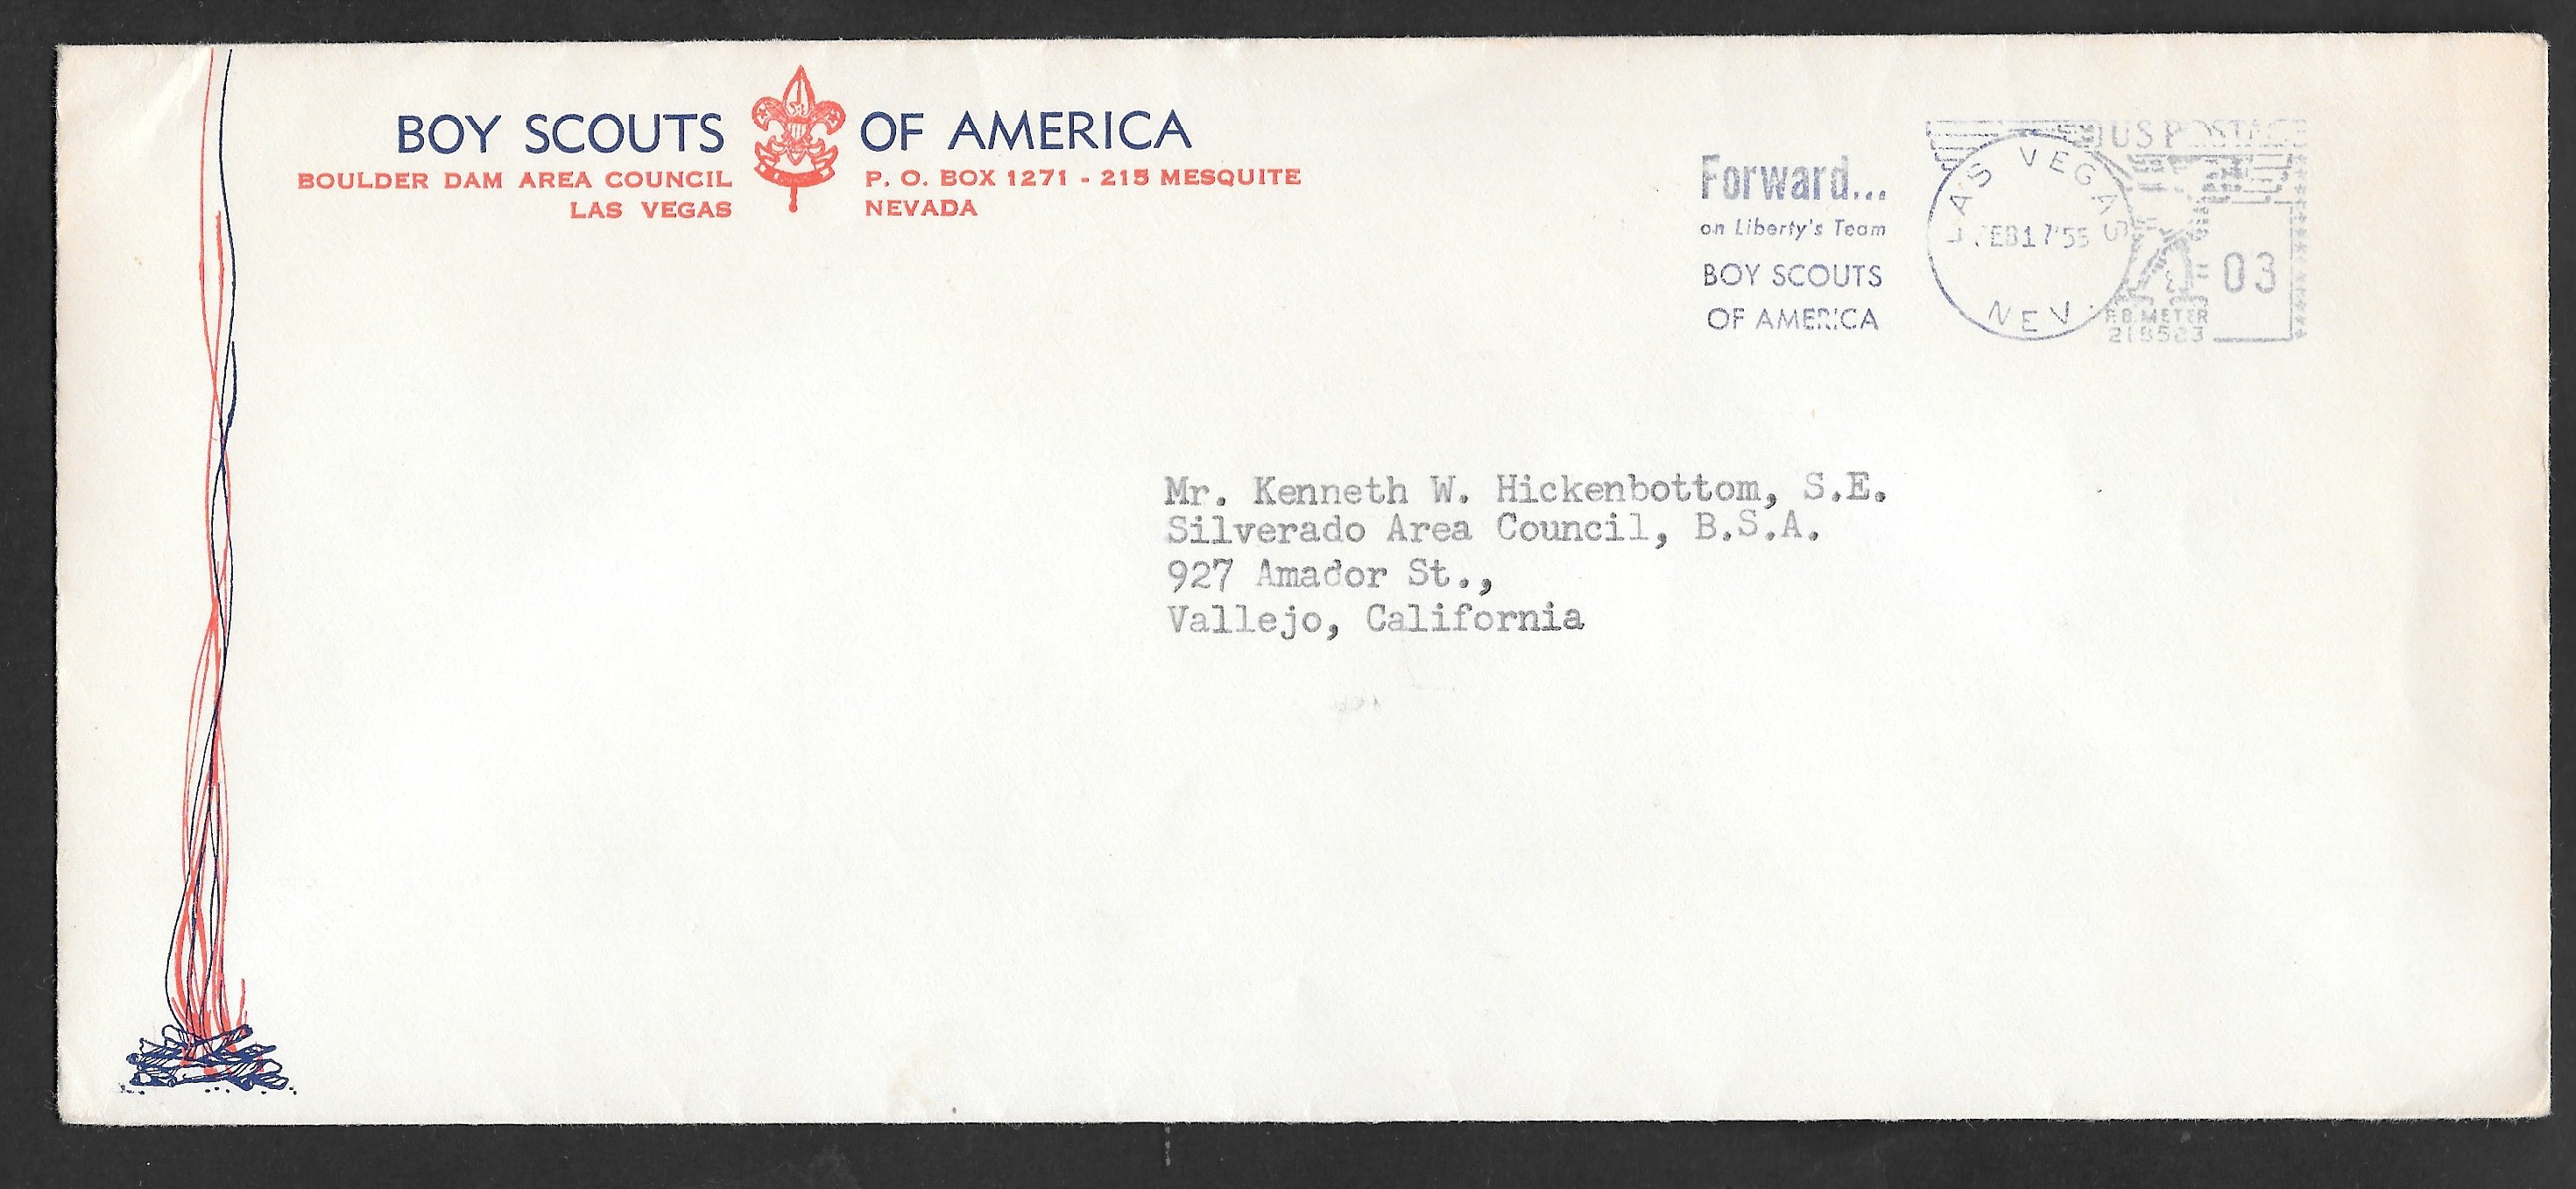 BOY SCOUTS OF AMERICA
BOULDER DAM AREA COUNCIL P. O. BOX 1271 - 215 MESQUITE
LAS VEGAS NEVADA
Forward...
on Liberty's Team
BOY SCOUTS
OF AMERICA
LAS VEGAS
FEB 17 '55
NEV.
US POSTAGE
03
P.B. METER
Mr. Kenneth W. Hickenbottom, S.E.
Silverado Area Council, B.S.A.
927 Amador St.,
Vallejo, California